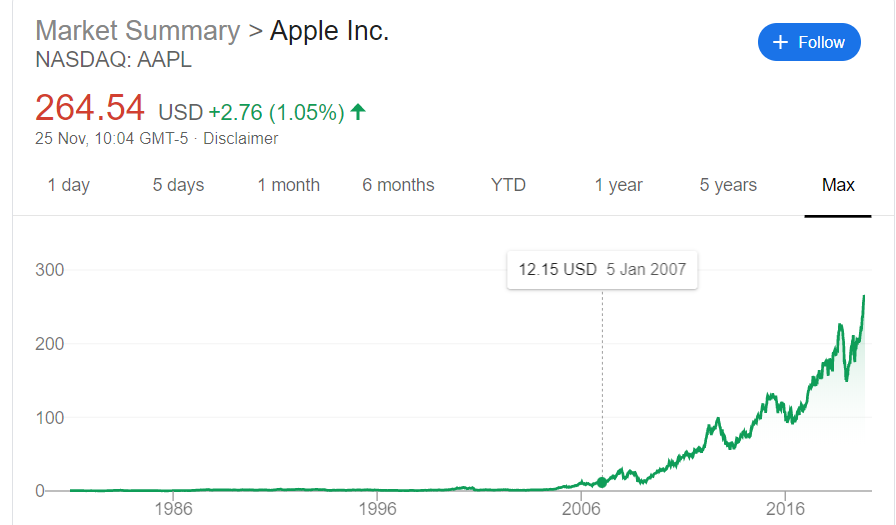 Market Summary > Apple Inc.
NASDAQ: AAPL
+ Follow
264.54 USD +2.76 (1.05%)
25 Nov, 10:04 GMT-5 · Disclaimer
1 day 5 days 1 month 6 months YTD 1 year 5 years Max
12.15 USD 5 Jan 2007
300
200
100
0
1986 1996 2006 2016